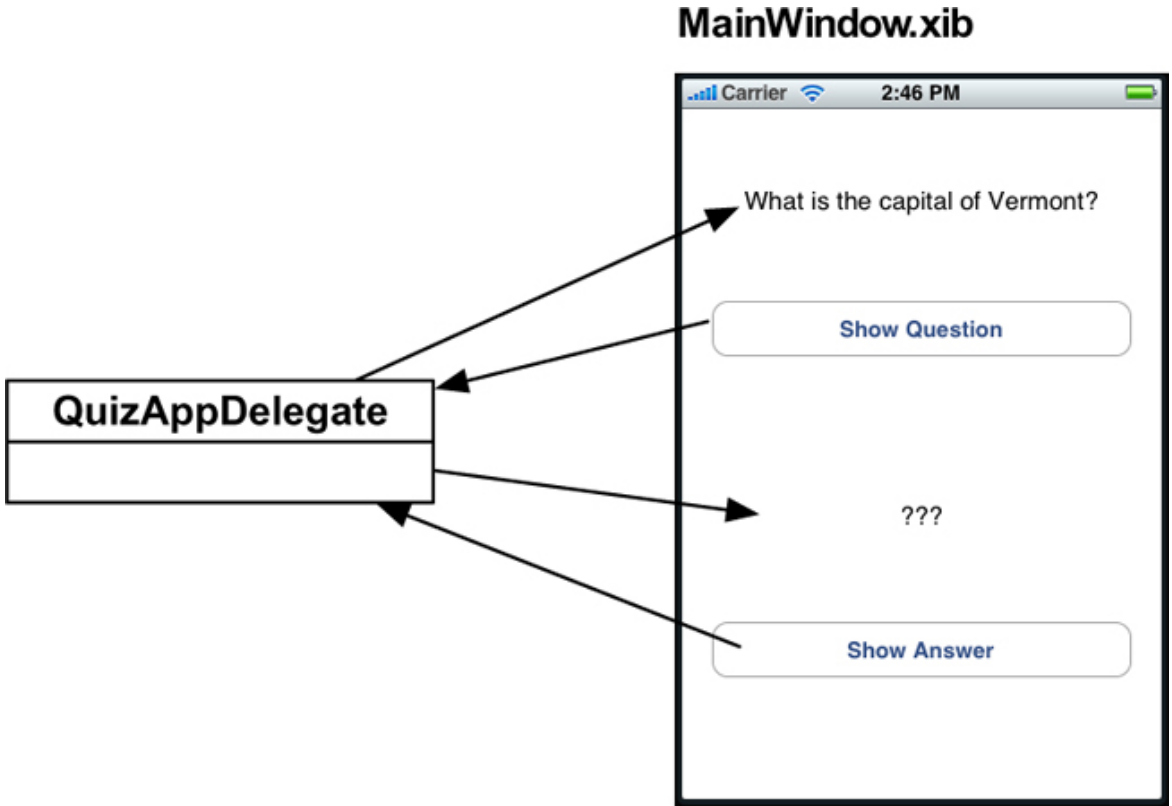 MainWindow.xib
Carrier 2:46 PM
What is the capital of Vermont?
Show Question
QuizAppDelegate
???
Show Answer